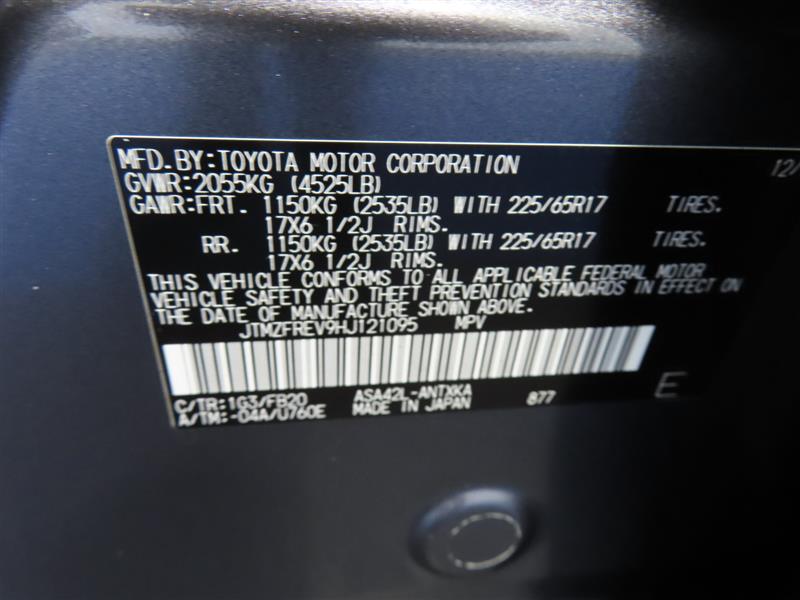 MFD.BY:TOYOTA MOTOR CORPORATION 12/
GVWR:2055KG (4525LB)
GAWR:FRT. 1150KG (2535LB) WITH 225/65R17 TIRES.
17X6 1/2J RIMS.
RR. 1150KG (2535LB) WITH 225/65R17 TIRES.
17X6 1/2J RIMS.
THIS VEHICLE CONFORMS TO ALL APPLICABLE FEDERAL MOTOR
VEHICLE SAFETY AND THEFT PREVENTION STANDARDS IN EFFECT ON
THE DATE OF MANUFACTURE SHOWN ABOVE.
JTMZFREV9HJ121095 MPV
C/TR:1G3/FB20 ASA42L-ANTXKA 877 E
A/TM:-04A/U760E MADE IN JAPAN